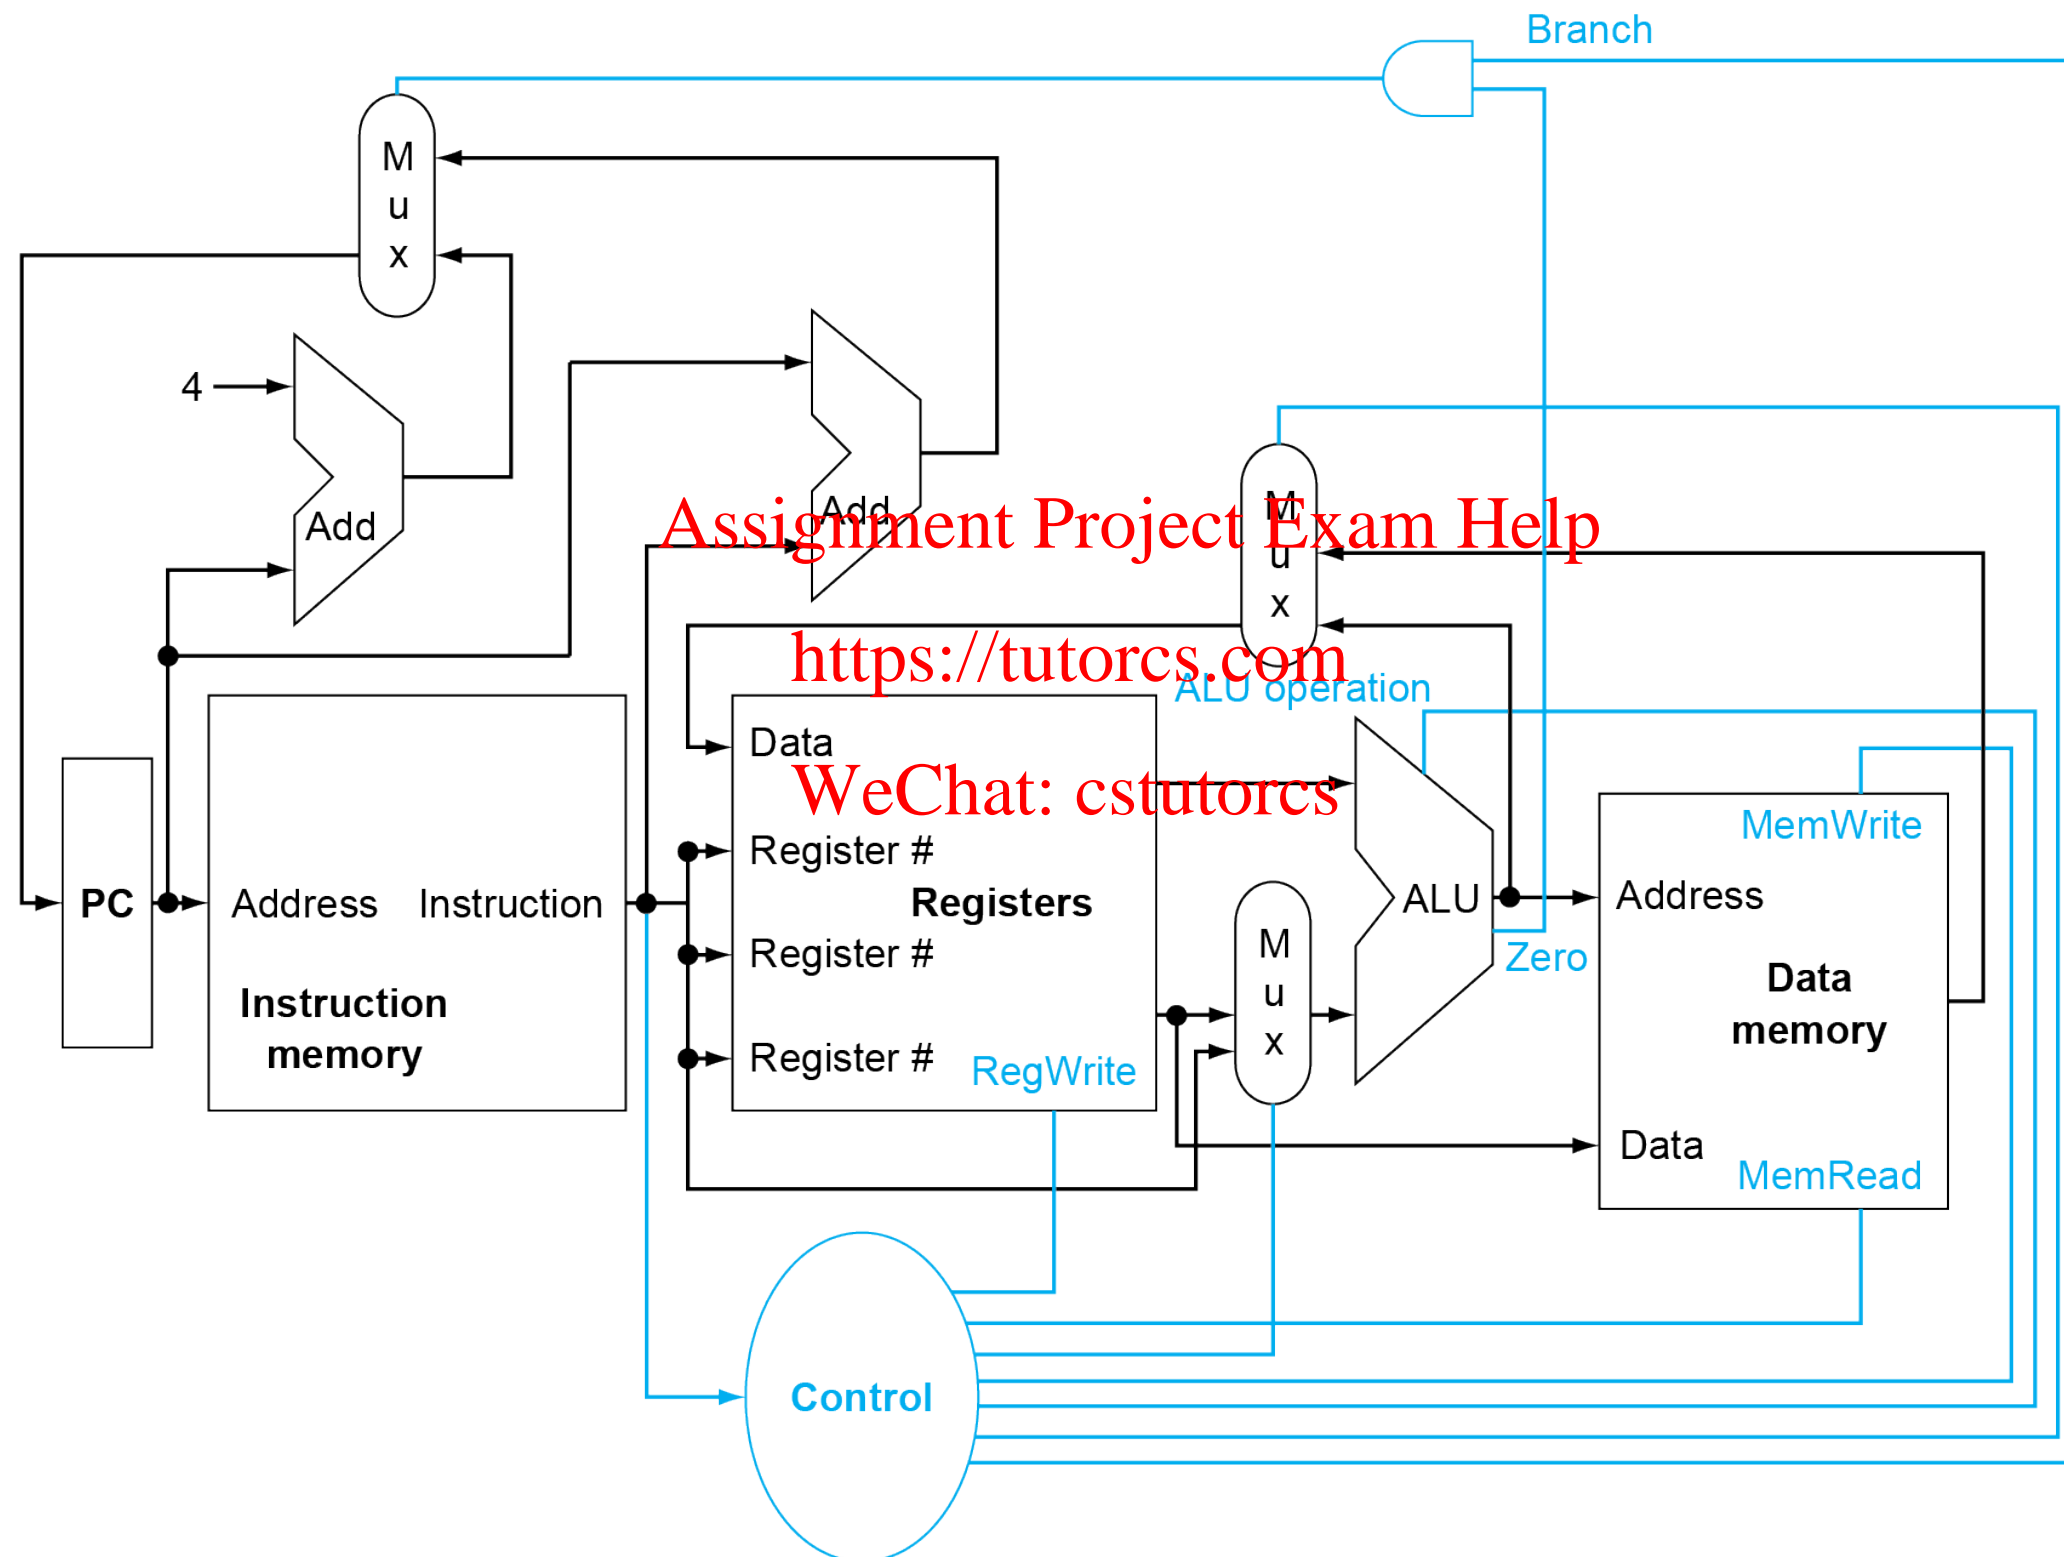 Branch
M
u
x
4
Add
Add
M
u
x
Assignment Project Exam Help
https://tutorcs.com
ALU operation
Data
WeChat: cstutorcs
MemWrite
Register #
PC
Address
Instruction
Registers
ALU
Address
M
u
x
Register #
Zero
Instruction
memory
Data
memory
Register #
RegWrite
Data
MemRead
Control